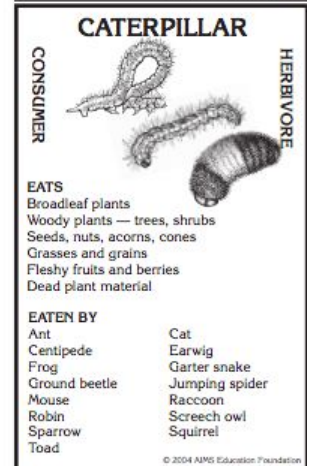 CATERPILLAR
CONSUMER
HERBIVORE
EATS
Broadleaf plants
Woody plants — trees, shrubs
Seeds, nuts, acorns, cones
Grasses and grains
Fleshy fruits and berries
Dead plant material
EATEN BY
Ant
Centipede
Frog
Ground beetle
Mouse
Robin
Sparrow
Toad
Cat
Earwig
Garter snake
Jumping spider
Raccoon
Screech owl
Squirrel
© 2004 AIMS Education Foundation